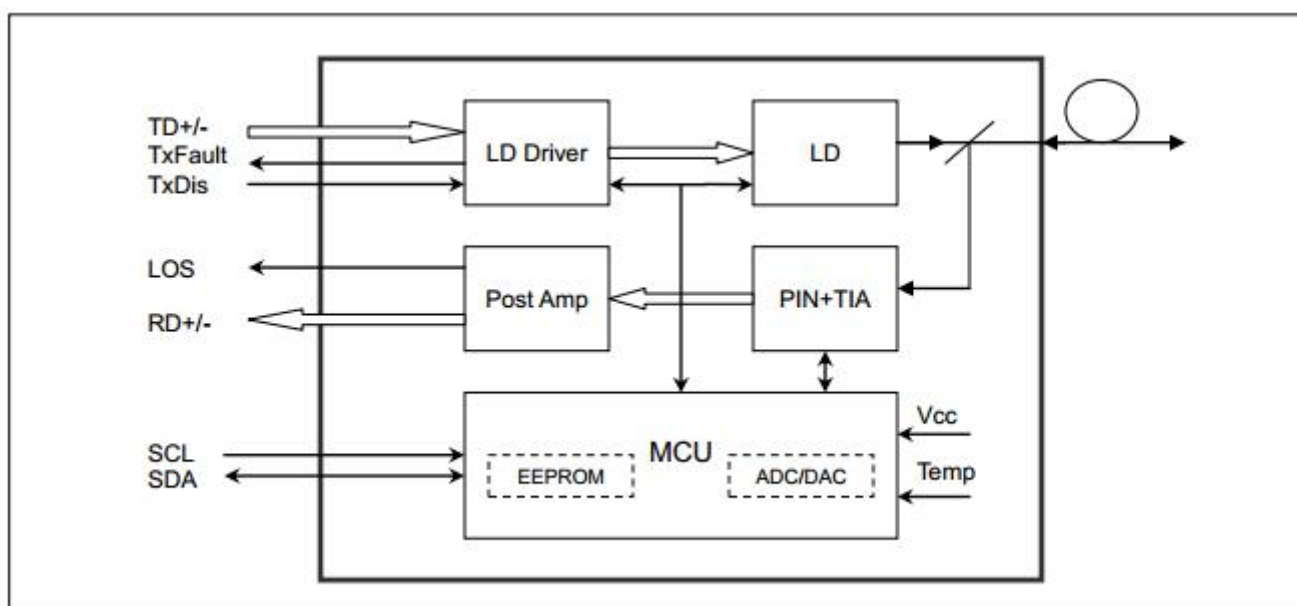 TD+/-
TxFault
TxDis
LD Driver
LD
LOS
RD+/-
Post Amp
PIN+TIA
SCL
SDA
MCU
EEPROM
ADC/DAC
Vcc
Temp